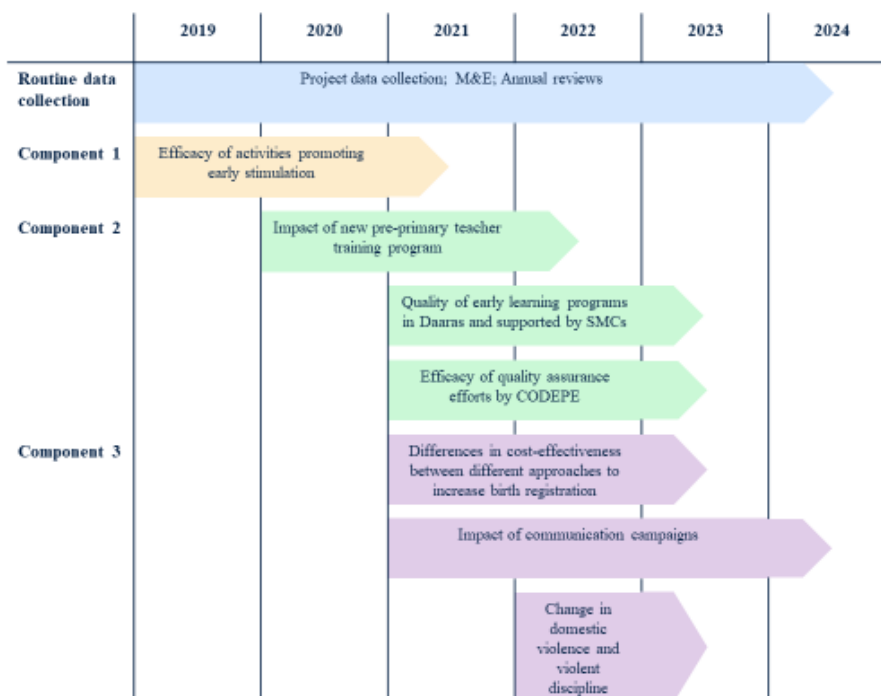 2019 2020 2021 2022 2023 2024
Routine data
collection
Project data collection; M&E; Annual reviews
Component 1
Efficacy of activities promoting
early stimulation
Component 2
Impact of new pre-primary teacher
training program
Quality of early learning programs
in Daaras and supported by SMCs
Efficacy of quality assurance
efforts by CODEPE
Component 3
Differences in cost-effectiveness
between different approaches to
increase birth registration
Impact of communication campaigns
Change in
domestic
violence and
violent
discipline